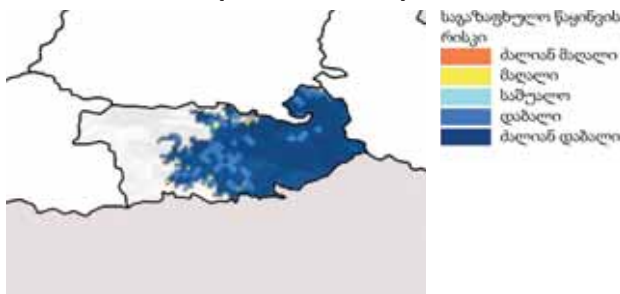 საგაზაფხულო წაყინვის
რისკი
ძალიან მაღალი
მაღალი
საშუალო
დაბალი
ძალიან დაბალი